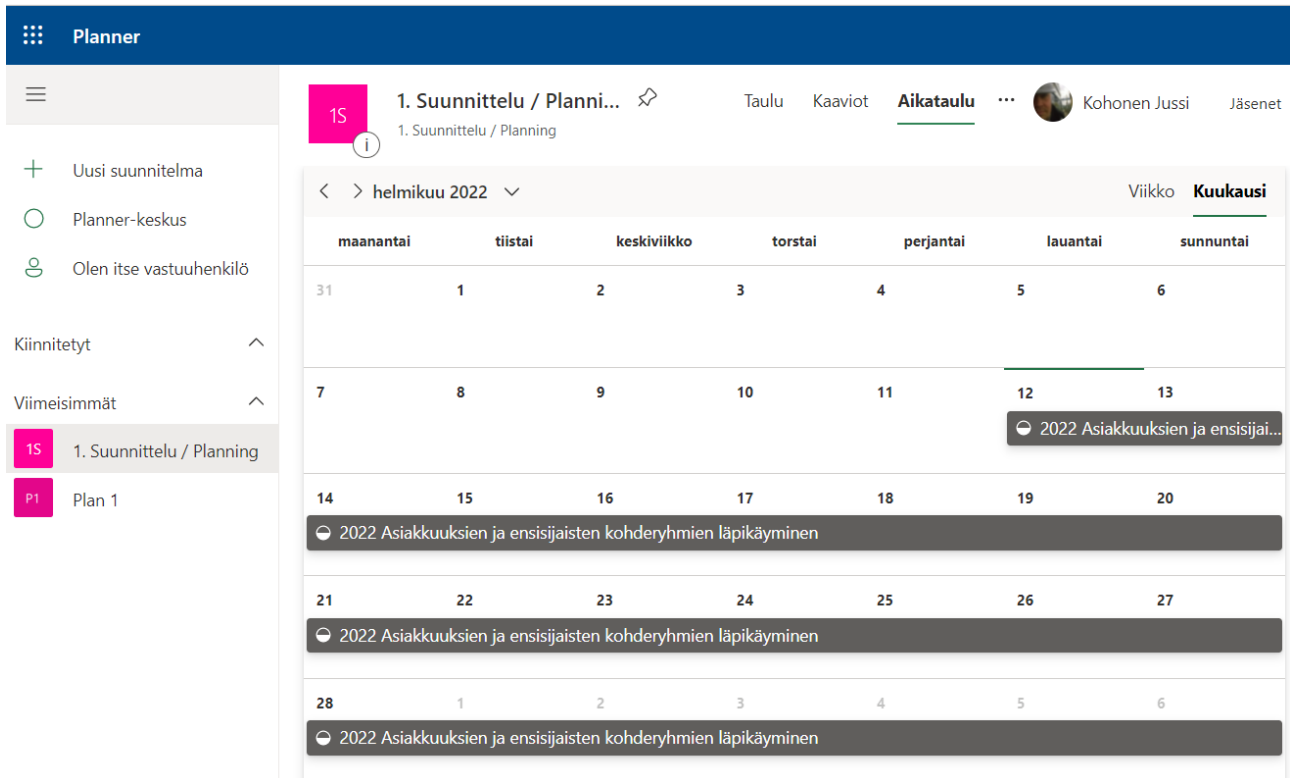 Planner
1S
1. Suunnittelu / Planni...
1. Suunnittelu / Planning
Taulu Kaaviot Aikataulu ... Kohonen Jussi Jäsenet
Uusi suunnitelma
Planner-keskus
Olen itse vastuuhenkilö
Kiinnitetyt
Viimeisimmät
1S 1. Suunnittelu / Planning
P1 Plan 1
helmikuu 2022 Viikko Kuukausi
maanantai tiistai keskiviikko torstai perjantai lauantai sunnuntai
31 1 2 3 4 5 6
7 8 9 10 11 12 13
2022 Asiakkuuksien ja ensisijai...
14 15 16 17 18 19 20
2022 Asiakkuuksien ja ensisijaisten kohderyhmien läpikäyminen
21 22 23 24 25 26 27
2022 Asiakkuuksien ja ensisijaisten kohderyhmien läpikäyminen
28 1 2 3 4 5 6
2022 Asiakkuuksien ja ensisijaisten kohderyhmien läpikäyminen